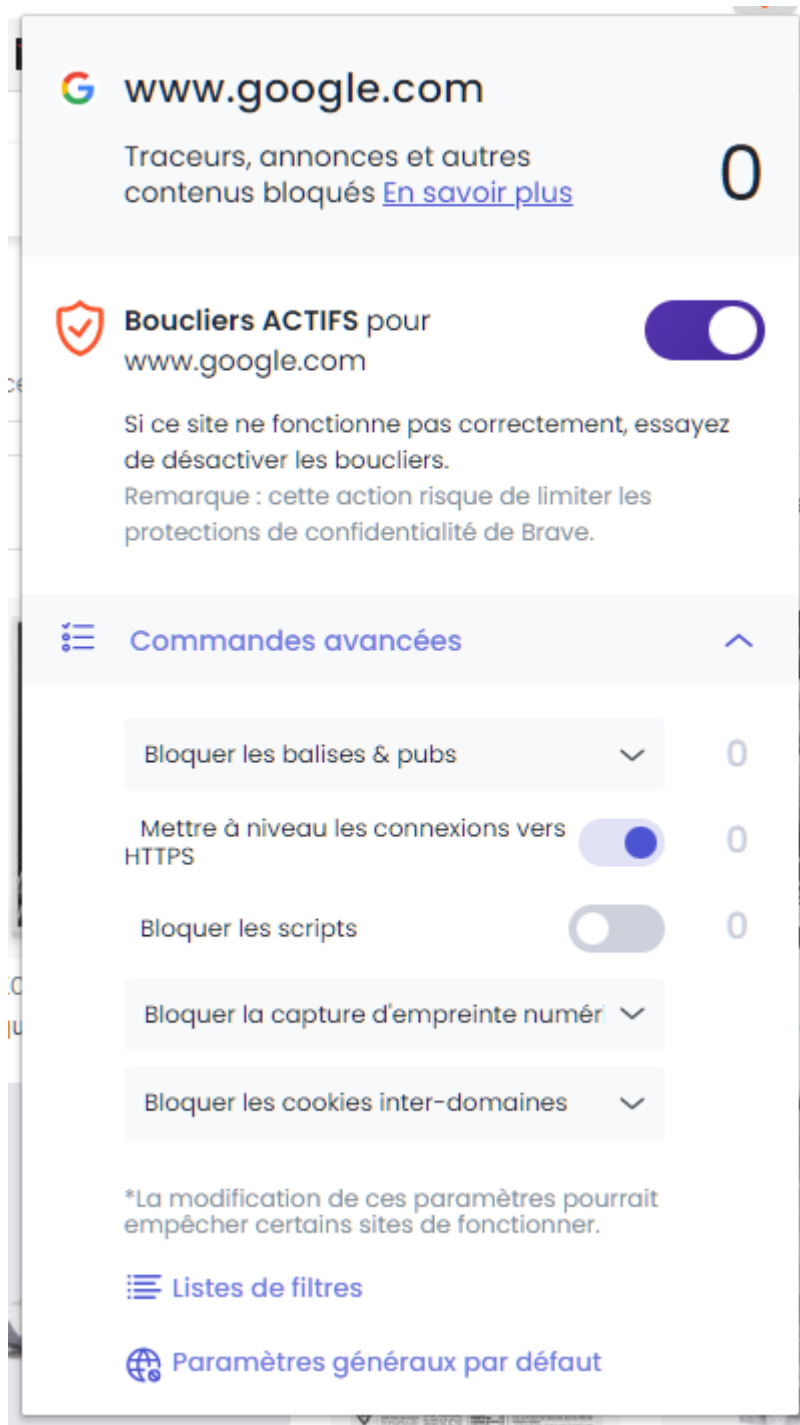 www.google.com
Traceurs, annonces et autres
contenus bloqués En savoir plus
0
Boucliers ACTIFS pour
www.google.com
Si ce site ne fonctionne pas correctement, essayez
de désactiver les boucliers.
Remarque : cette action risque de limiter les
protections de confidentialité de Brave.
Commandes avancées
Bloquer les balises & pubs 0
Mettre à niveau les connexions vers
HTTPS 0
Bloquer les scripts 0
Bloquer la capture d'empreinte numér
Bloquer les cookies inter-domaines
*La modification de ces paramètres pourrait
empêcher certains sites de fonctionner.
Listes de filtres
Paramètres généraux par défaut